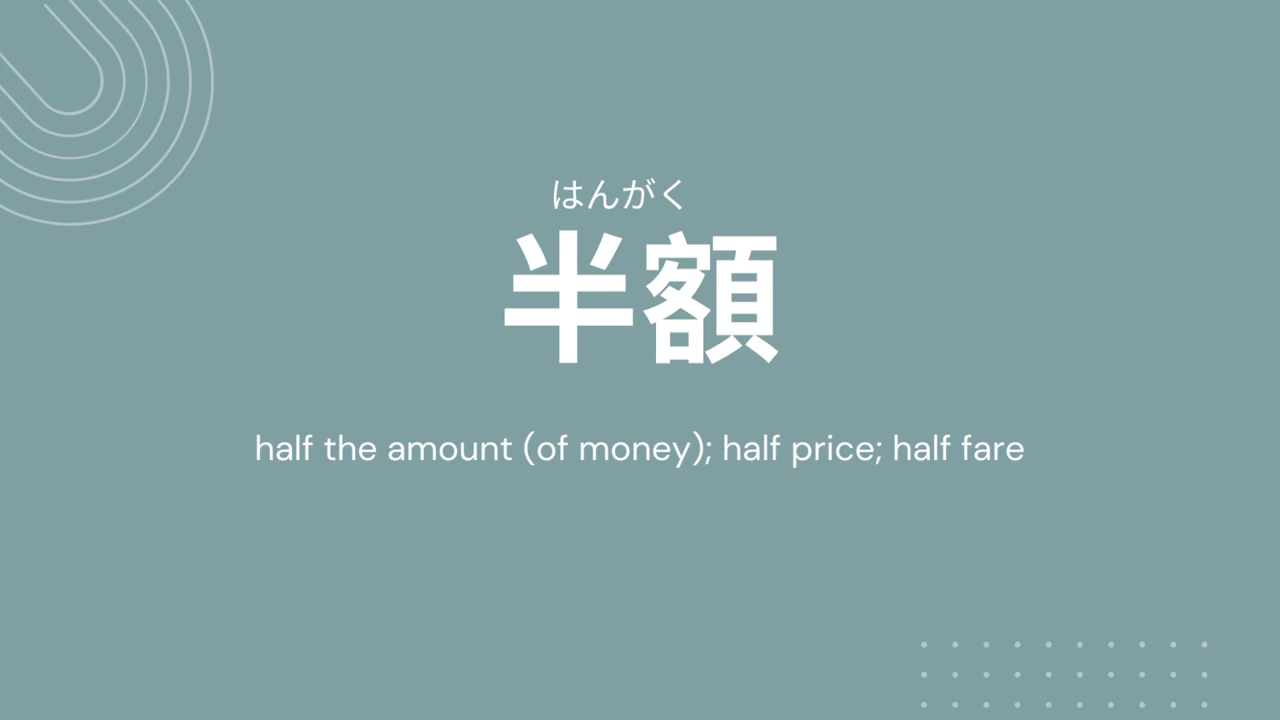 はんがく
半額
half the amount (of money); half price; half fare